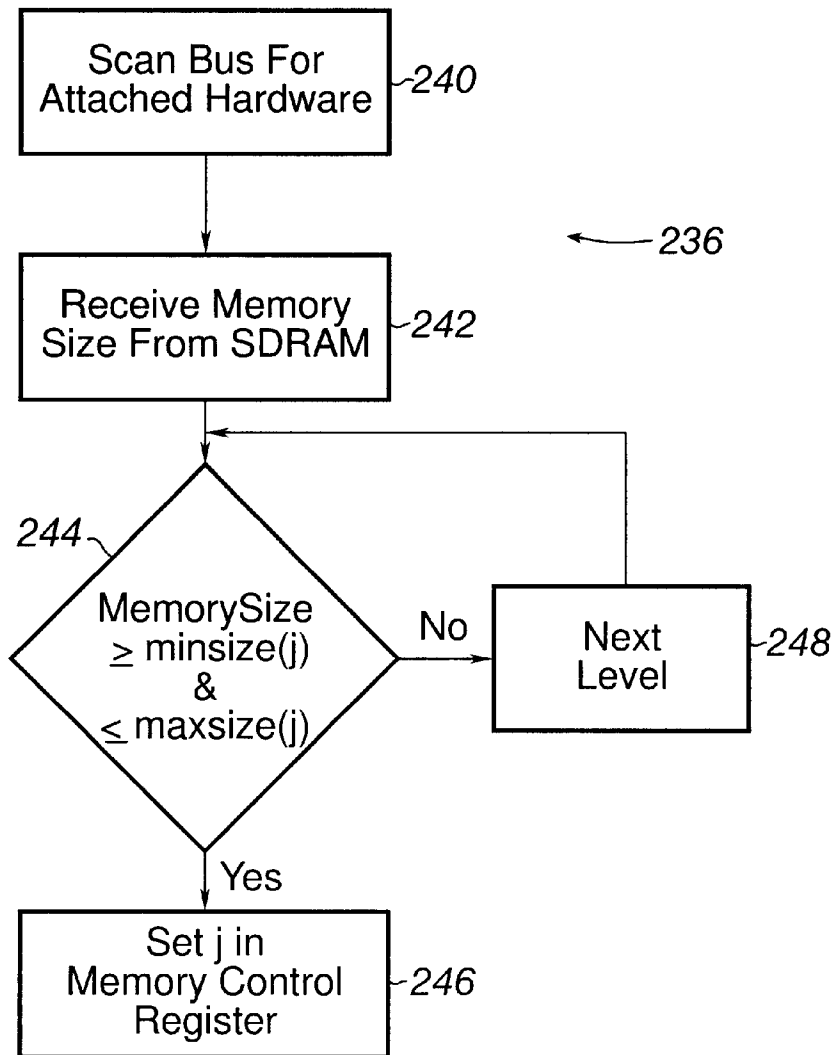 Scan Bus For
Attached Hardware
240
236
Receive Memory
Size From SDRAM
242
244
MemorySize
≥ minsize(j)
&
≤ maxsize(j)
No
Next
Level
248
Yes
Set j in
Memory Control
Register
246